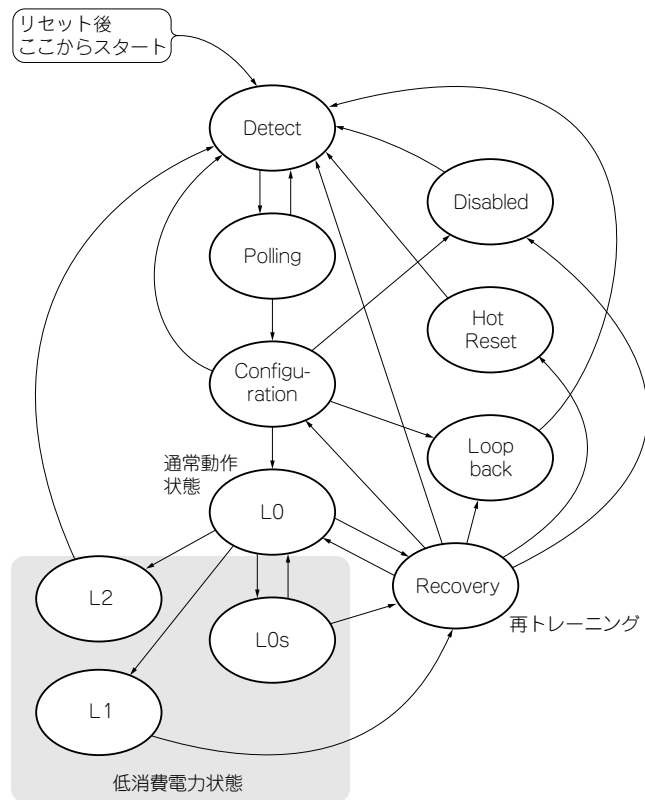 リセット後
ここからスタート
Detect
Disabled
Polling
Hot
Reset
Configu-
ration
Loop
back
通常動作
状態
L0
Recovery
再トレーニング
L2
L0s
L1
低消費電力状態